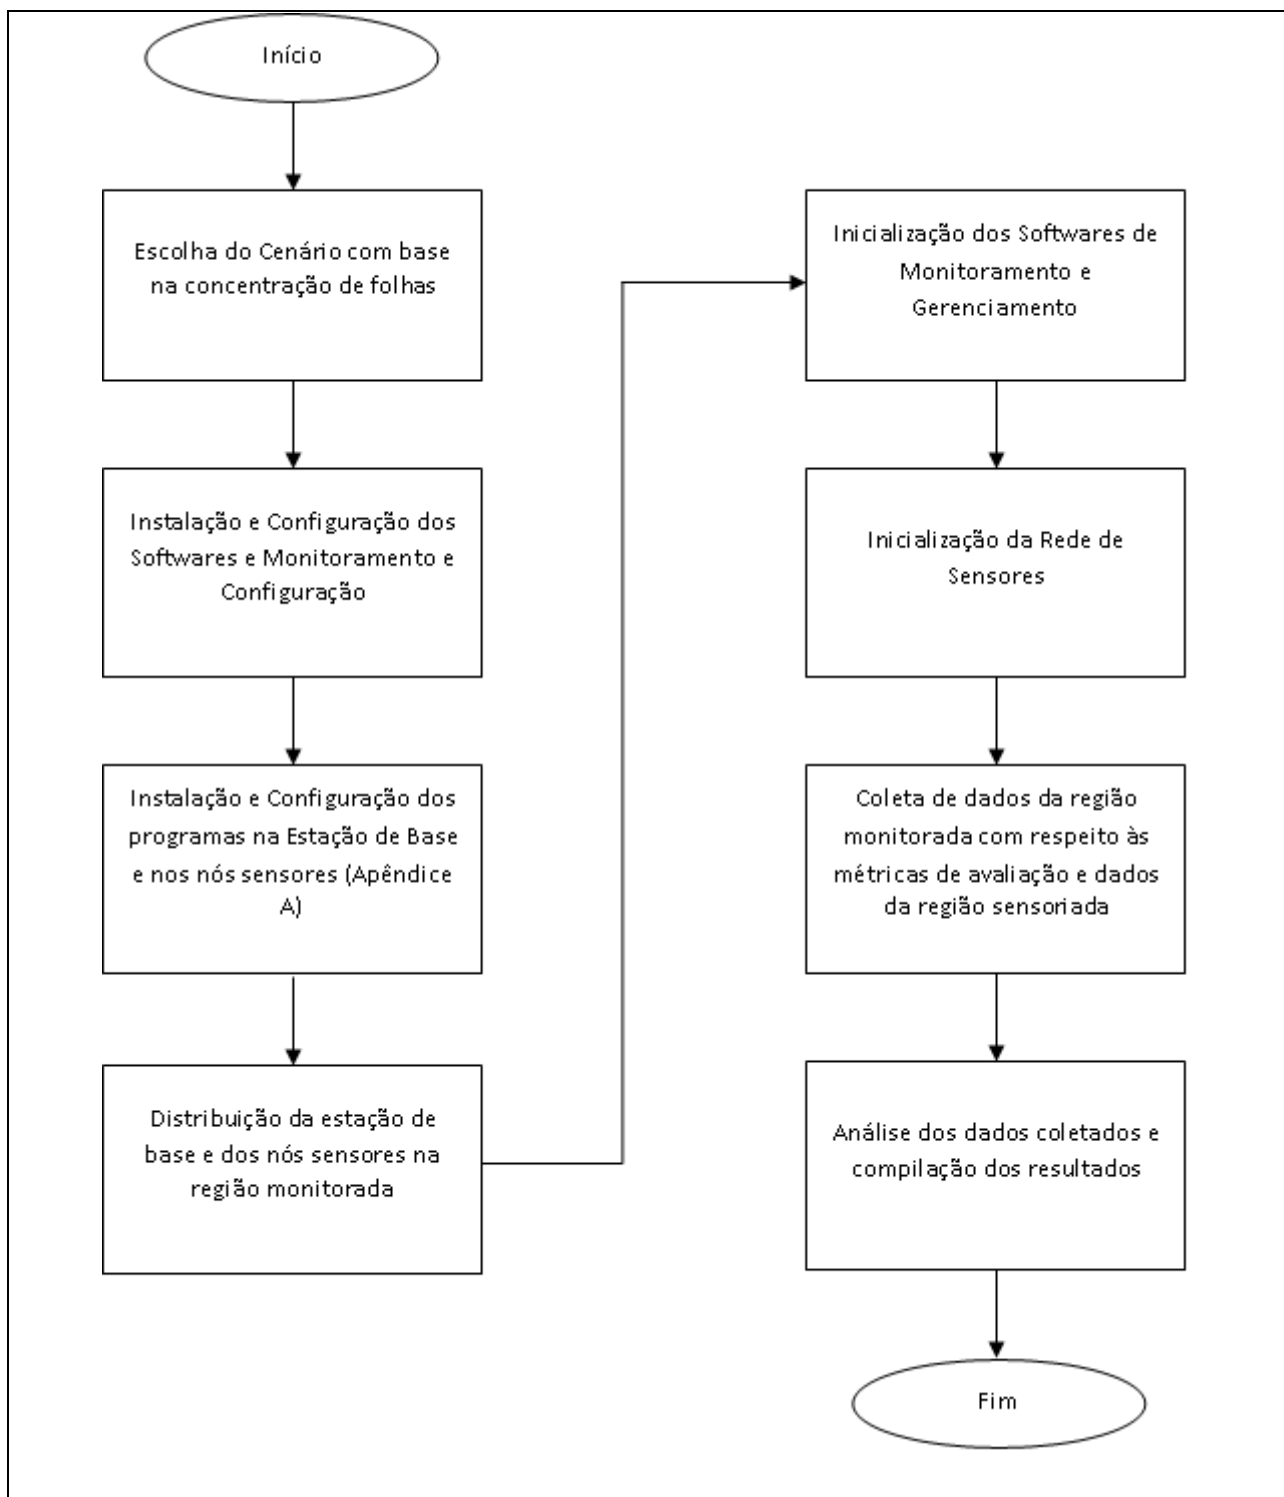 Início
Escolha do Cenário com base
na concentração de folhas
Instalação e Configuração dos
Softwares e Monitoramento e
Configuração
Instalação e Configuração dos
programas na Estação de Base
e nos nós sensores (Apêndice
A)
Distribuição da estação de
base e dos nós sensores na
região monitorada
Inicialização dos Softwares de
Monitoramento e
Gerenciamento
Inicialização da Rede de
Sensores
Coleta de dados da região
monitorada com respeito às
métricas de avaliação e dados
da região sensoriada
Análise dos dados coletados e
compilação dos resultados
Fim